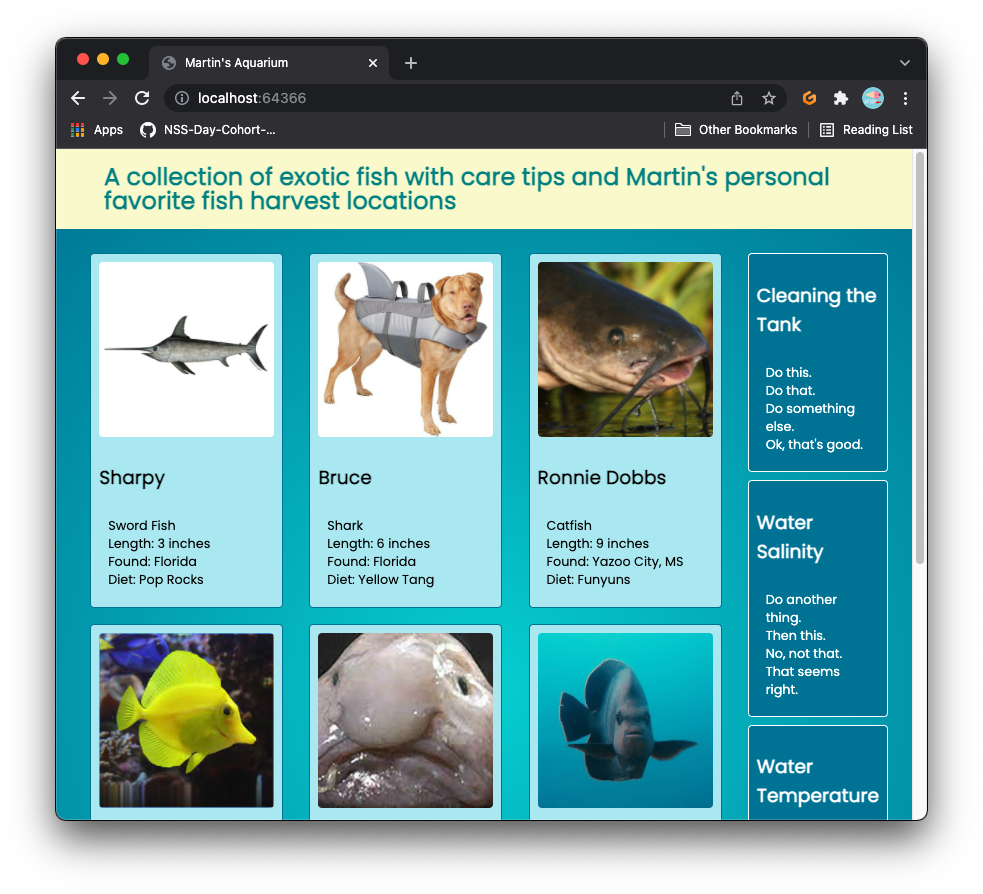 Martin's Aquarium
localhost:64366
Apps
NSS-Day-Cohort-...
Other Bookmarks
Reading List
A collection of exotic fish with care tips and Martin's personal
favorite fish harvest locations
Sharpy
Sword Fish
Length: 3 inches
Found: Florida
Diet: Pop Rocks
Bruce
Shark
Length: 6 inches
Found: Florida
Diet: Yellow Tang
Ronnie Dobbs
Catfish
Length: 9 inches
Found: Yazoo City, MS
Diet: Funyuns
Cleaning the
Tank
Do this.
Do that.
Do something
else.
Ok, that's good.
Water
Salinity
Do another
thing.
Then this.
No, not that.
That seems
right.
Water
Temperature